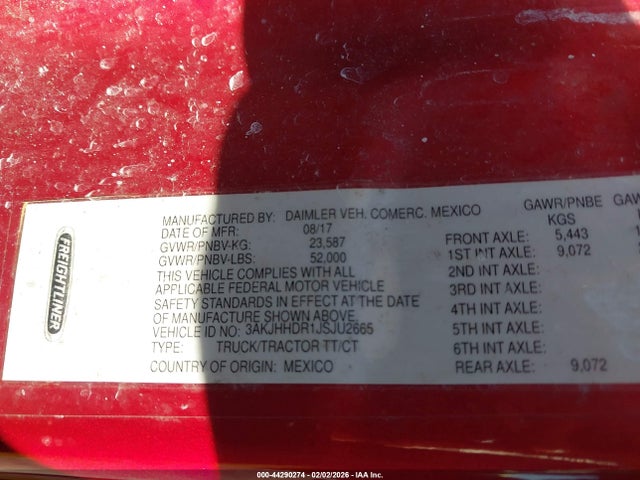 FREIGHTLINER
MANUFACTURED BY: DAIMLER VEH. COMERC. MEXICO
DATE OF MFR: 08/17
GVWR/PNBV-KG: 23,587
GVWR/PNBV-LBS: 52,000
THIS VEHICLE COMPLIES WITH ALL
APPLICABLE FEDERAL MOTOR VEHICLE
SAFETY STANDARDS IN EFFECT AT THE DATE
OF MANUFACTURE SHOWN ABOVE.
VEHICLE ID NO: 3AKJHHDR1JSJU2665
TYPE: TRUCK/TRACTOR TT/CT
COUNTRY OF ORIGIN: MEXICO
GAWR/PNBE
KGS
FRONT AXLE: 5,443
1ST INT AXLE: 9,072
2ND INT AXLE:
3RD INT AXLE:
4TH INT AXLE:
5TH INT AXLE:
6TH INT AXLE:
REAR AXLE: 9,072
000-44290274 - 02/02/2026 - IAA Inc.